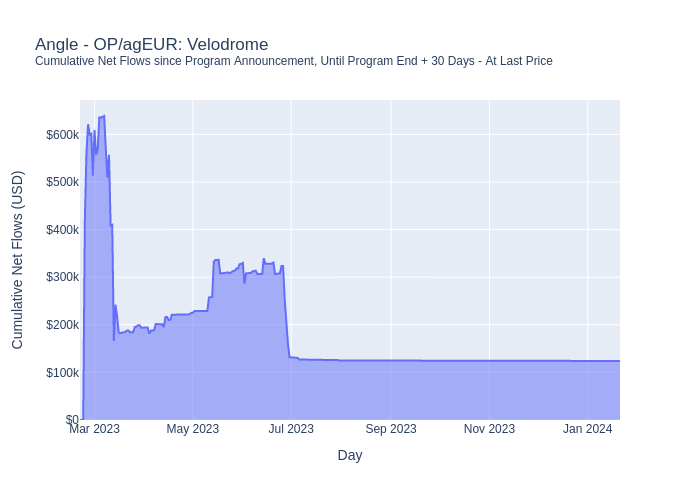 Angle - OP/agEUR: Velodrome
Cumulative Net Flows since Program Announcement, Until Program End + 30 Days - At Last Price
Cumulative Net Flows (USD)
$600k
$500k
$400k
$300k
$200k
$100k
$0
Mar 2023
May 2023
Jul 2023
Sep 2023
Nov 2023
Jan 2024
Day